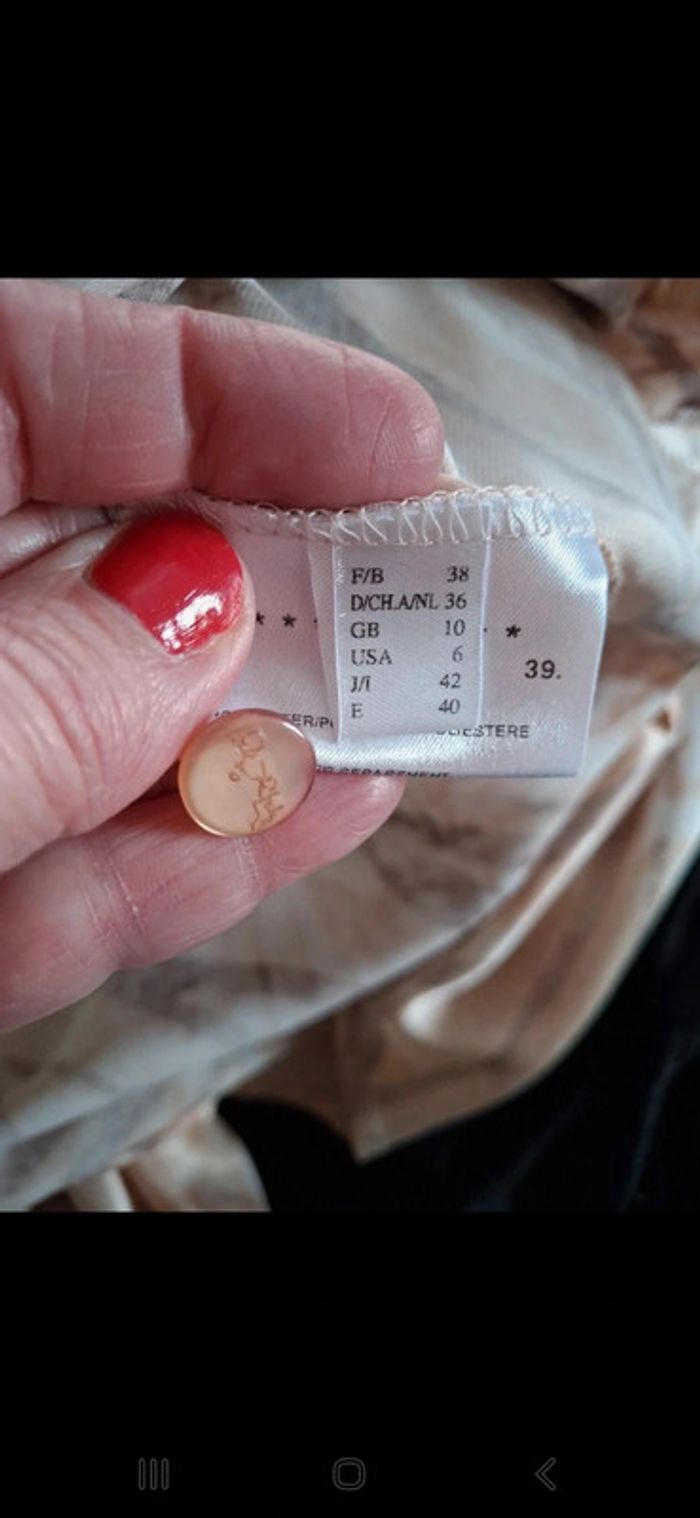 F/B 38
D/CH.A/NL 36
GB 10
USA 6
J/I 42
E 40
* * *
39.